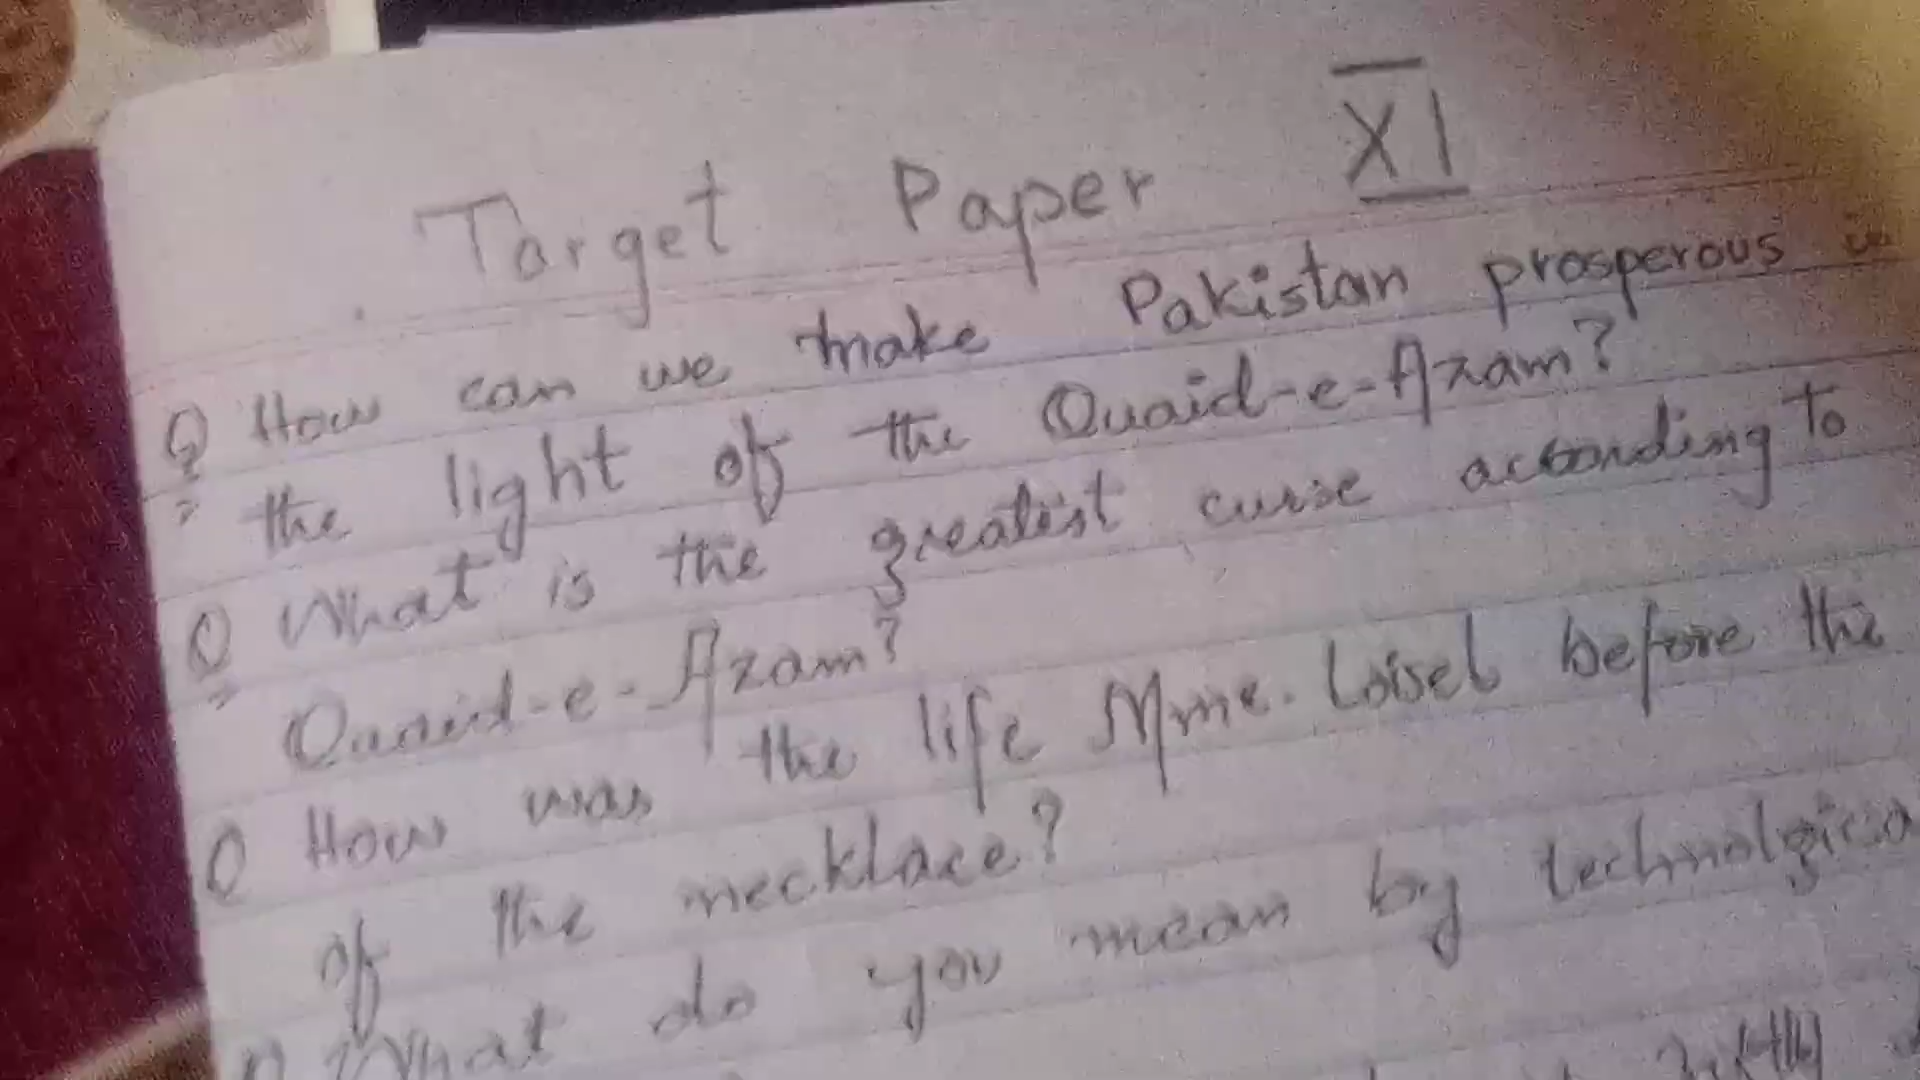 Target Paper XI
Q How can we make Pakistan prosperous in
the light of the Quaid-e-Azam?
Q What is the greatest curse according to
Quaid-e-Azam?
Q How was the life Mme. Loisel before the
of the necklace?
Q What do you mean by technolgica